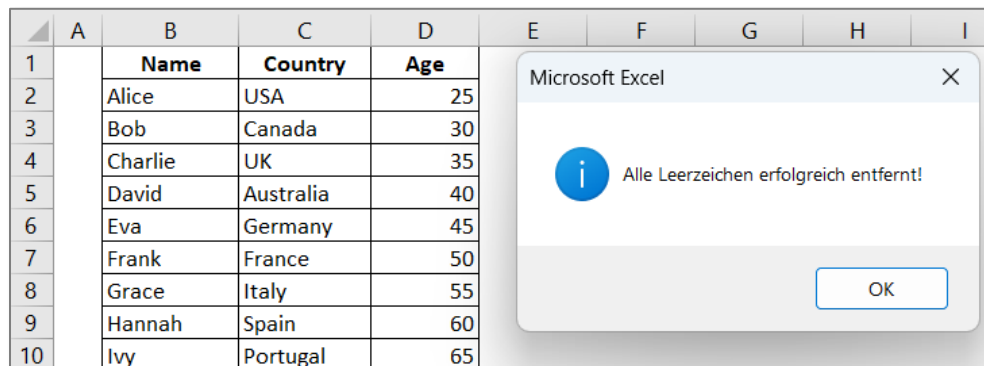 A B C D E F G H I
1 Name Country Age
2 Alice USA 25
3 Bob Canada 30
4 Charlie UK 35
5 David Australia 40
6 Eva Germany 45
7 Frank France 50
8 Grace Italy 55
9 Hannah Spain 60
10 Ivy Portugal 65
Microsoft Excel
Alle Leerzeichen erfolgreich entfernt!
OK